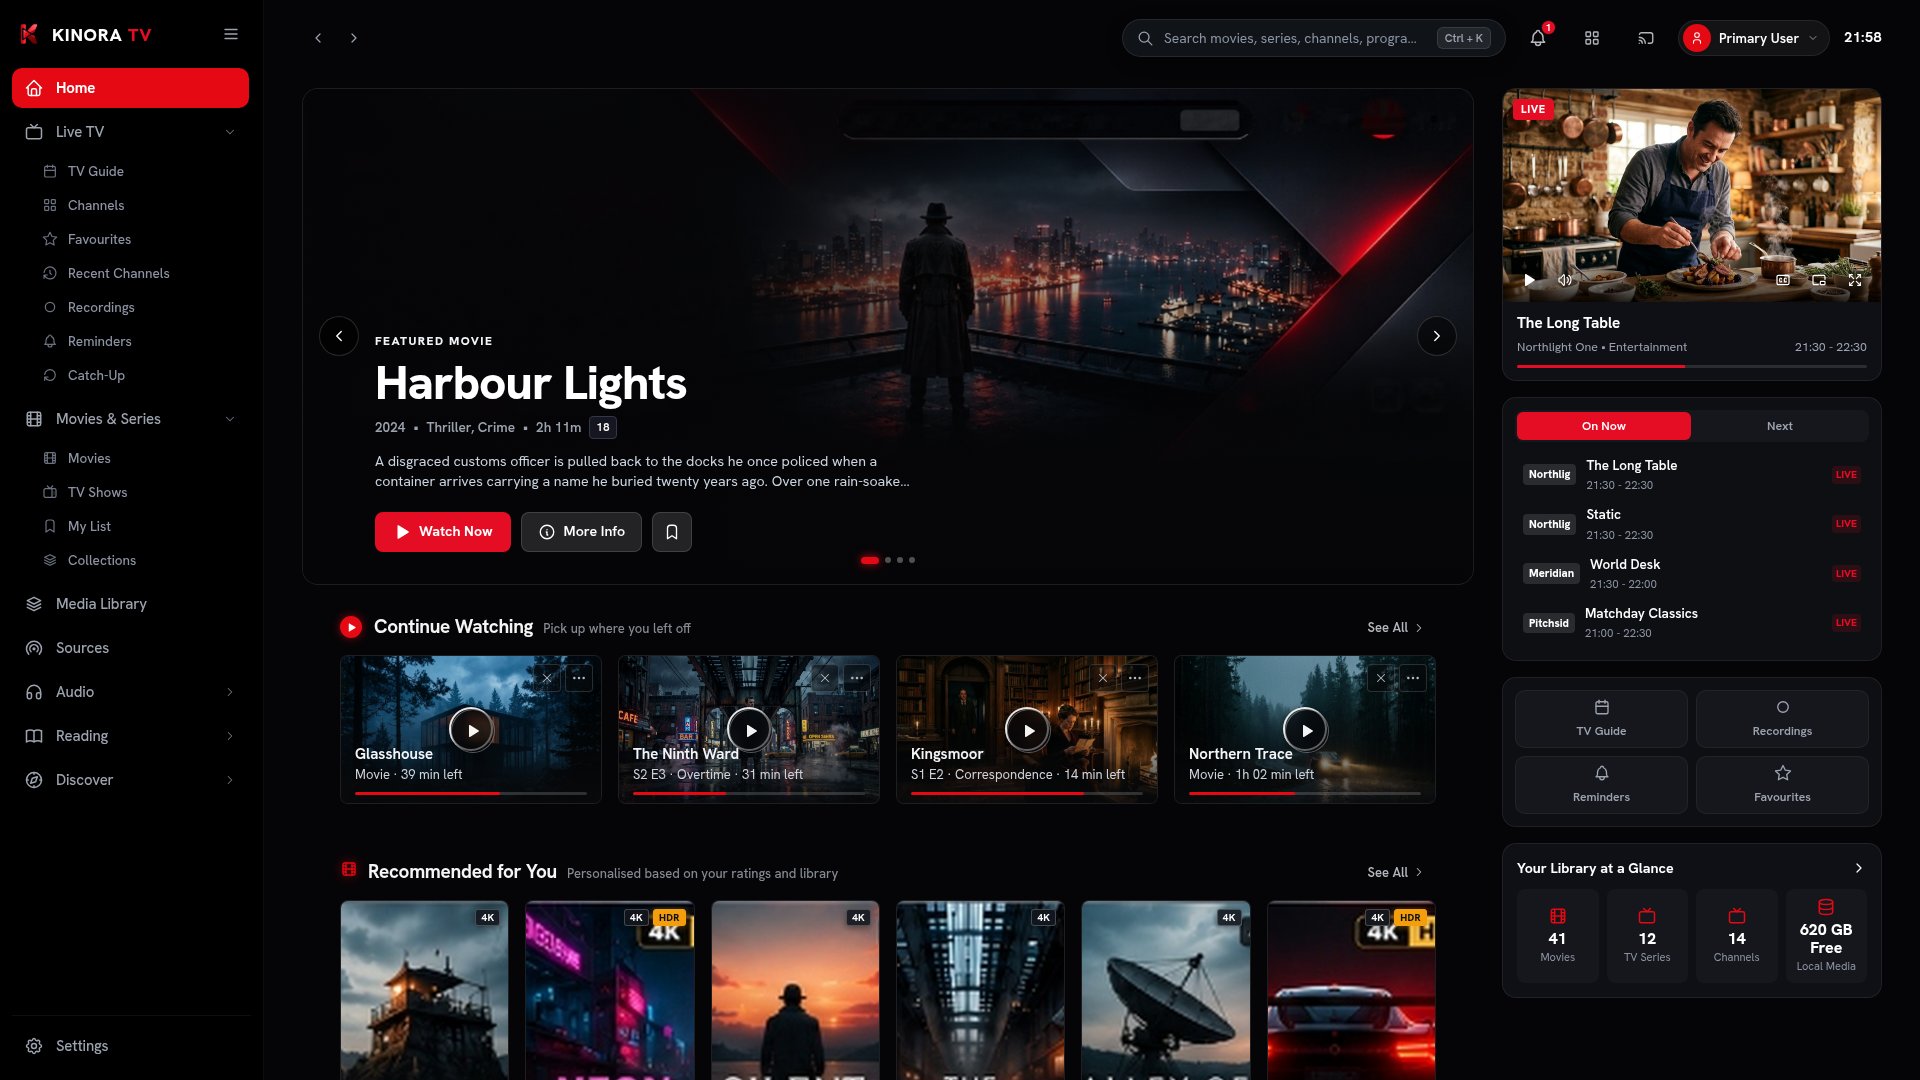 KINORA TV
Home
Live TV
TV Guide
Channels
Favourites
Recent Channels
Recordings
Reminders
Catch-Up
Movies & Series
Movies
TV Shows
My List
Collections
Media Library
Sources
Audio
Reading
Discover
Settings
Search movies, series, channels, progra...
Ctrl + K
1
Primary User
21:58
FEATURED MOVIE
Harbour Lights
2024 • Thriller, Crime • 2h 11m 18
A disgraced customs officer is pulled back to the docks he once policed when a
container arrives carrying a name he buried twenty years ago. Over one rain-soake...
Watch Now
More Info
Continue Watching Pick up where you left off
See All
CAFE
BAR
OPEN
Glasshouse
Movie · 39 min left
The Ninth Ward
S2 E3 · Overtime · 31 min left
Kingsmoor
S1 E2 · Correspondence · 14 min left
Northern Trace
Movie · 1h 02 min left
Recommended for You Personalised based on your ratings and library
See All
4K
4K HDR
4K
4K
4K
4K
4K
4K HDR
4K
LIVE
The Long Table
Northlight One • Entertainment
21:30 - 22:30
On Now
Next
Northlig
The Long Table
21:30 - 22:30
LIVE
Northlig
Static
21:30 - 22:30
LIVE
Meridian
World Desk
21:30 - 22:00
LIVE
Pitchsid
Matchday Classics
21:00 - 22:30
LIVE
TV Guide
Recordings
Reminders
Favourites
Your Library at a Glance
41
Movies
12
TV Series
14
Channels
620 GB
Free
Local Media